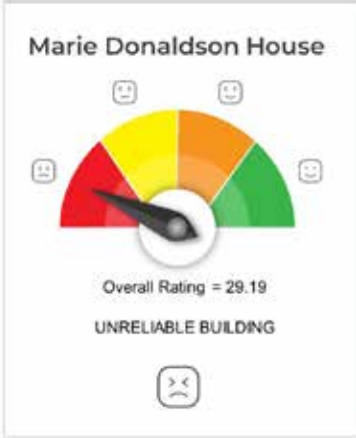 Marie Donaldson House
Overall Rating = 29.19
UNRELIABLE BUILDING